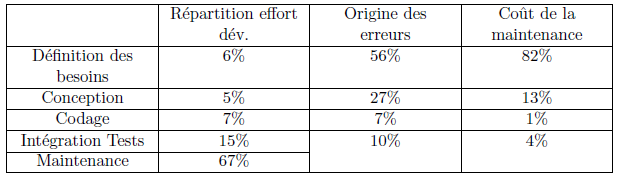 Répartition effort dév. Origine des erreurs Coût de la maintenance
Définition des besoins 6% 56% 82%
Conception 5% 27% 13%
Codage 7% 7% 1%
Intégration Tests 15% 10% 4%
Maintenance 67%